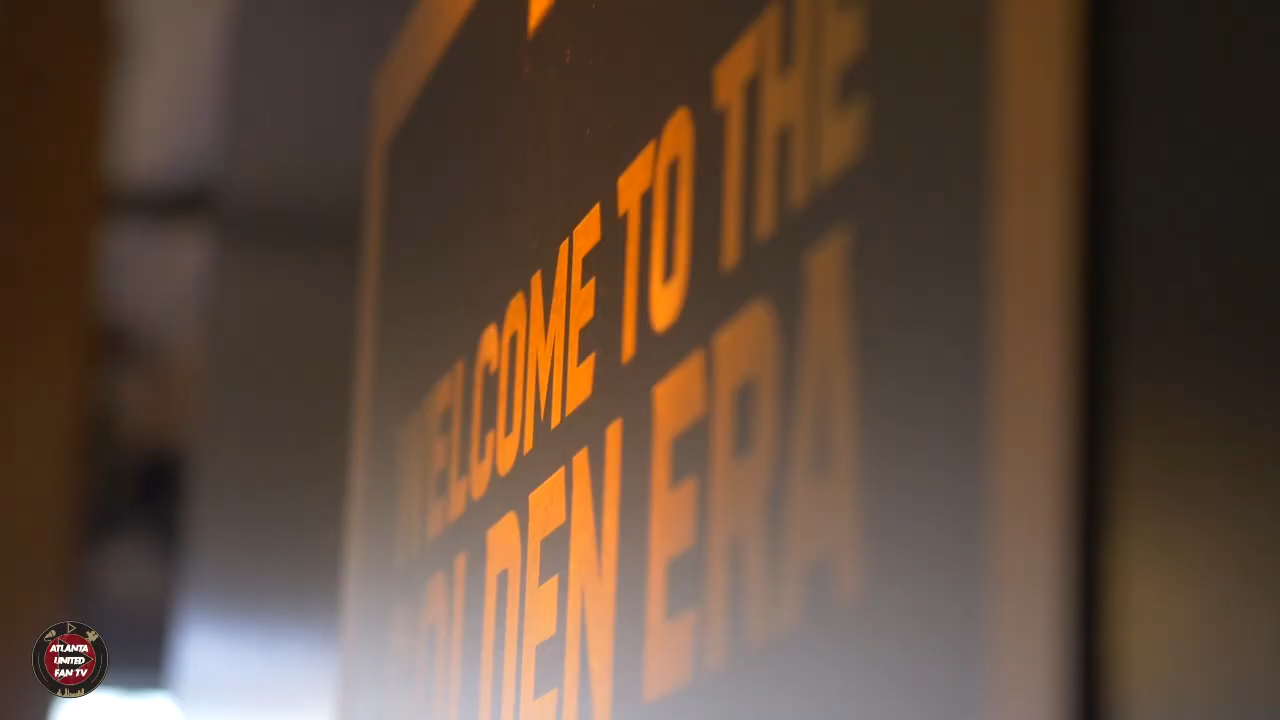 WELCOME TO THE
GOLDEN ERA
ATLANTA
UNITED
FAN TV